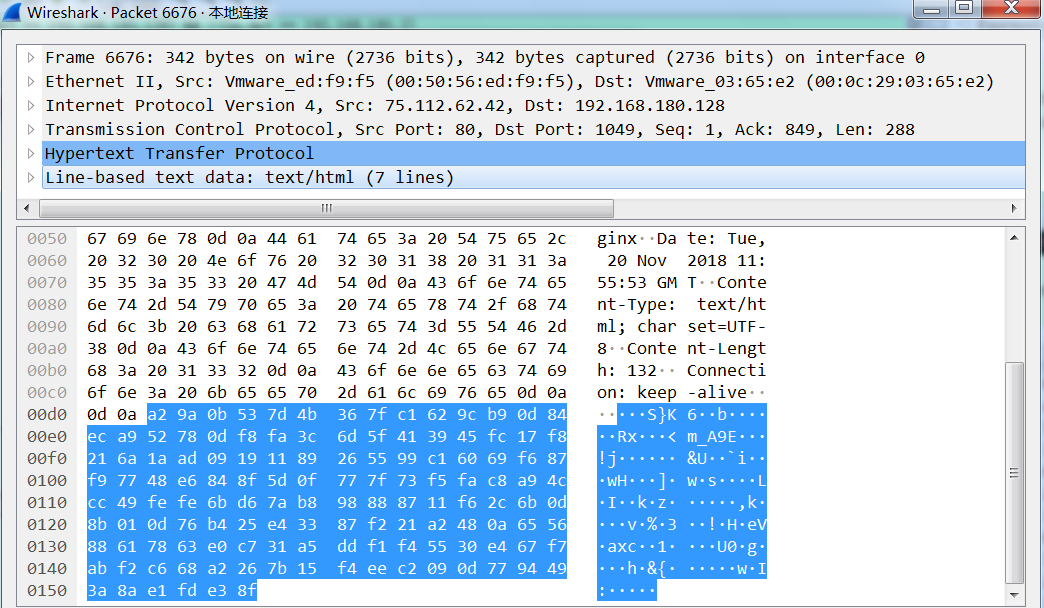 Wireshark · Packet 6676 · 本地连接
Frame 6676: 342 bytes on wire (2736 bits), 342 bytes captured (2736 bits) on interface 0
Ethernet II, Src: Vmware_ed:f9:f5 (00:50:56:ed:f9:f5), Dst: Vmware_03:65:e2 (00:0c:29:03:65:e2)
Internet Protocol Version 4, Src: 75.112.62.42, Dst: 192.168.180.128
Transmission Control Protocol, Src Port: 80, Dst Port: 1049, Seq: 1, Ack: 849, Len: 288
Hypertext Transfer Protocol
Line-based text data: text/html (7 lines)
0050 67 69 6e 78 0d 0a 44 61 74 65 3a 20 54 75 65 2c ginx··Da te: Tue,
0060 20 32 30 20 4e 6f 76 20 32 30 31 38 20 31 31 3a 20 Nov 2018 11:
0070 35 35 3a 35 33 20 47 4d 54 0d 0a 43 6f 6e 74 65 55:53 GM T··Conte
0080 6e 74 2d 54 79 70 65 3a 20 74 65 78 74 2f 68 74 nt-Type: text/ht
0090 6d 6c 3b 20 63 68 61 72 73 65 74 3d 55 54 46 2d ml; char set=UTF-
00a0 38 0d 0a 43 6f 6e 74 65 6e 74 2d 4c 65 6e 67 74 8··Conte nt-Lengt
00b0 68 3a 20 31 33 32 0d 0a 43 6f 6e 6e 65 63 74 69 h: 132·· Connecti
00c0 6f 6e 3a 20 6b 65 65 70 2d 61 6c 69 76 65 0d 0a on: keep -alive··
00d0 0d 0a a2 9a 0b 53 7d 4b 36 7f c1 62 9c b9 0d 84 ·····S}K 6··b····
00e0 ec a9 52 78 0d f8 fa 3c 6d 5f 41 39 45 fc 17 f8 ··Rx···< m_A9E···
00f0 21 6a 1a ad 09 19 11 89 26 55 99 c1 60 69 f6 87 !j······ &U··`i··
0100 f9 77 48 e6 84 8f 5d 0f 77 7f 73 f5 fa c8 a9 4c ·wH···]· w·s····L
0110 cc 49 fe fe 6b d6 7a b8 98 88 87 11 f6 2c 6b 0d ·I··k·z· ·····,k·
0120 8b 01 0d 76 b4 25 e4 33 87 f2 21 a2 48 0a 65 56 ···v·%·3 ··!·H·eV
0130 88 61 78 63 e0 c7 31 a5 dd f1 f4 55 30 e4 67 f7 ·axc··1· ···U0·g·
0140 ab f2 c6 68 a2 26 7b 15 f4 ee c2 09 0d 77 94 49 ···h·&{· ·····w·I
0150 3a 8a e1 fd e3 8f :·····